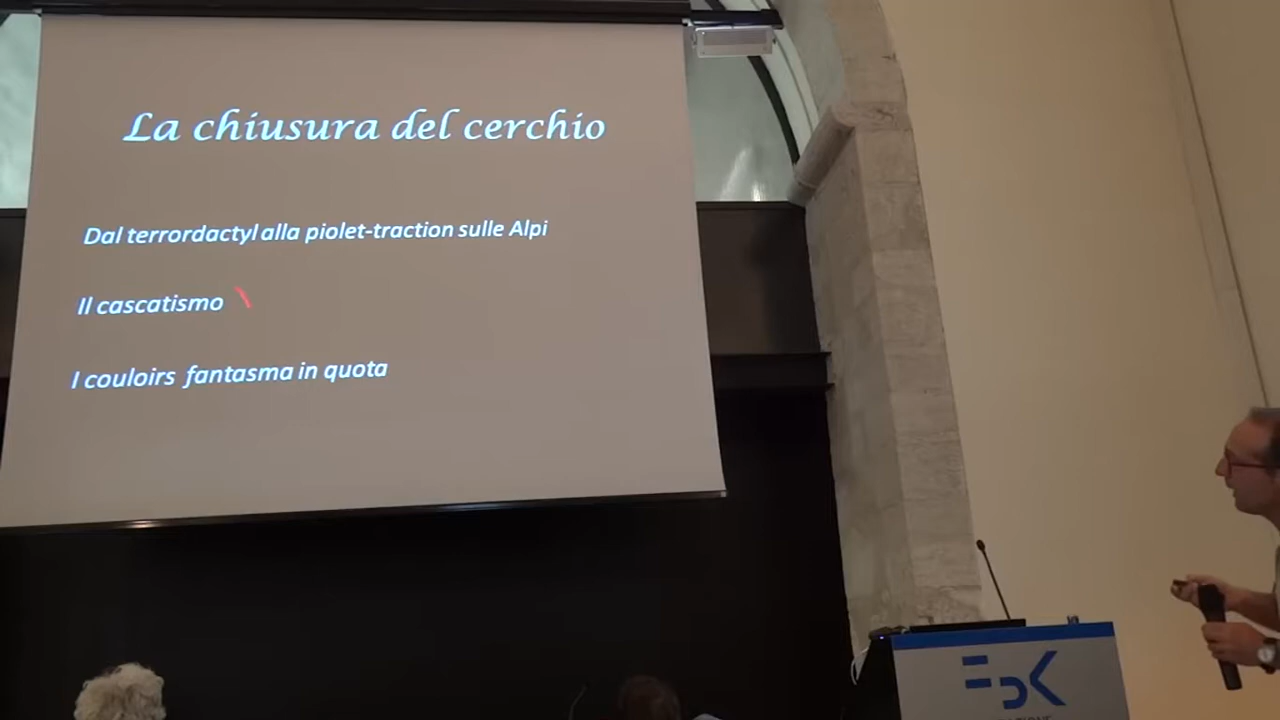 La chiusura del cerchio
Dal terrordactyl alla piolet-traction sulle Alpi
Il cascatismo
I couloirs fantasma in quota
FBK